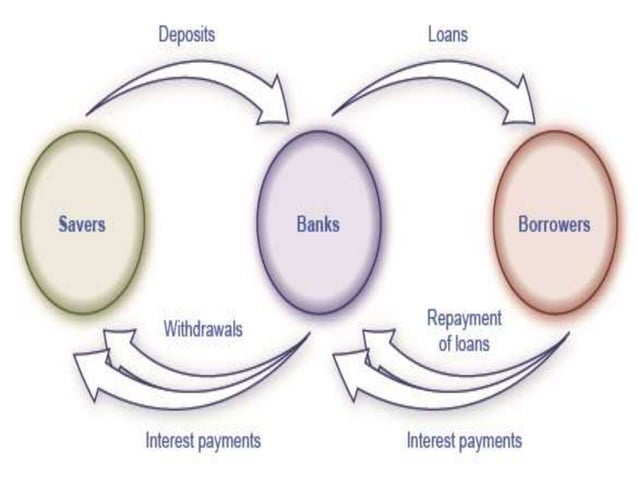 Deposits
Loans
Savers
Banks
Borrowers
Withdrawals
Repayment
of loans
Interest payments
Interest payments